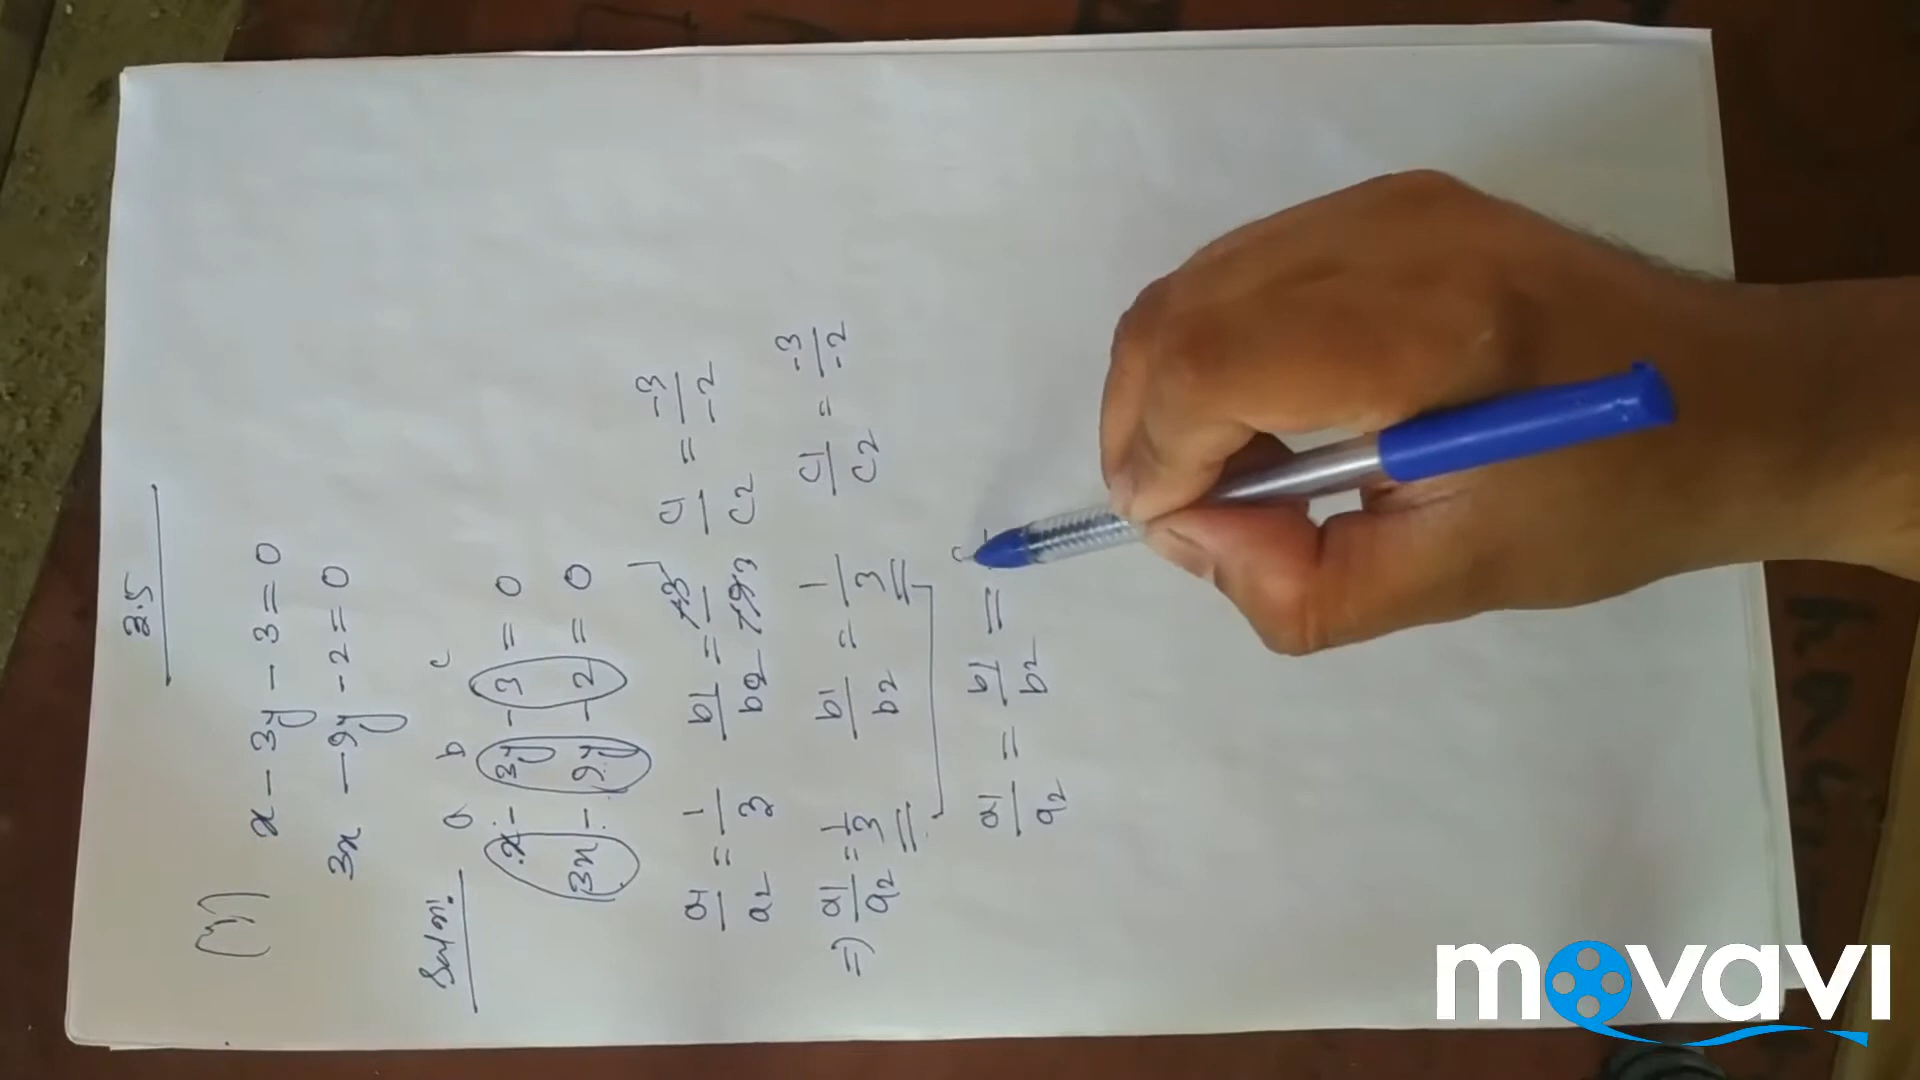 3.5
(1) x - 3y - 3 = 0
3x - 9y - 2 = 0
Soln:
a b c
x - 3y - 3 = 0
3x - 9y - 2 = 0
a1/a2 = 1/3 b1/b2 = c1/c2 = -3/-2
=) a1/a2 = 1/3 b1/b2 = 1/3 c1/c2 = -3/-2
a1/a2 = b1/b2 =
movavi